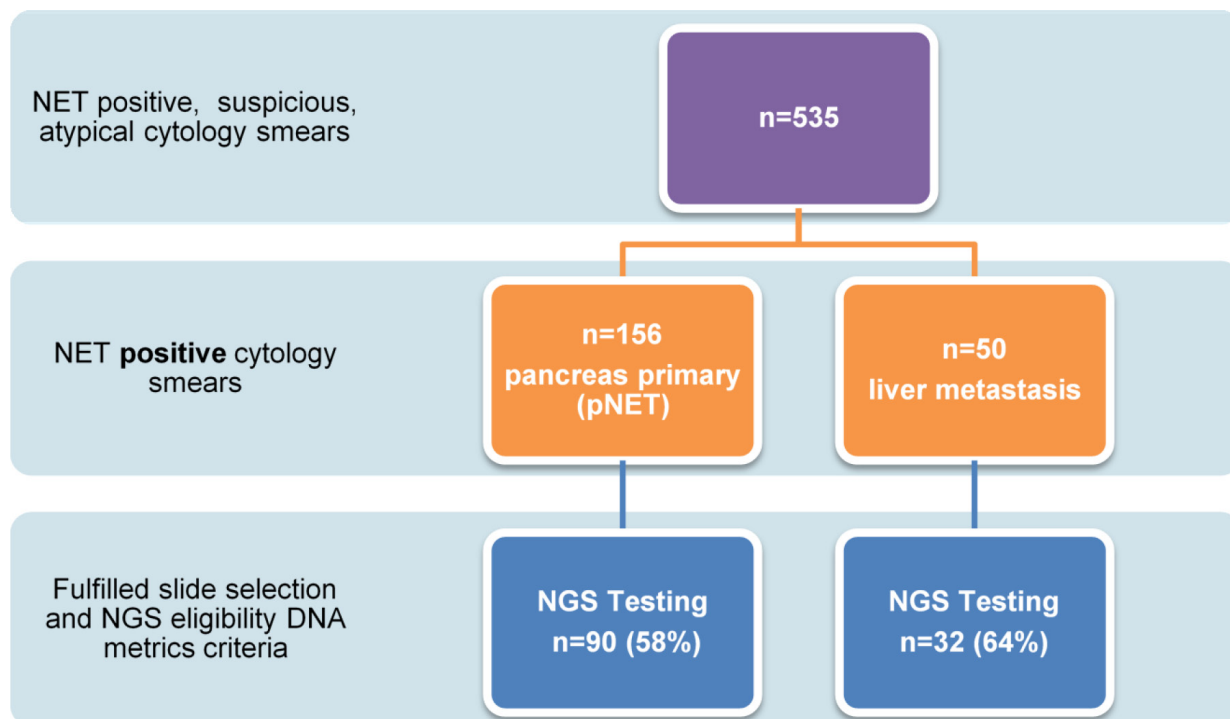 NET positive, suspicious,
atypical cytology smears
n=535
NET positive cytology
smears
n=156
pancreas primary
(pNET)
n=50
liver metastasis
Fulfilled slide selection
and NGS eligibility DNA
metrics criteria
NGS Testing
n=90 (58%)
NGS Testing
n=32 (64%)